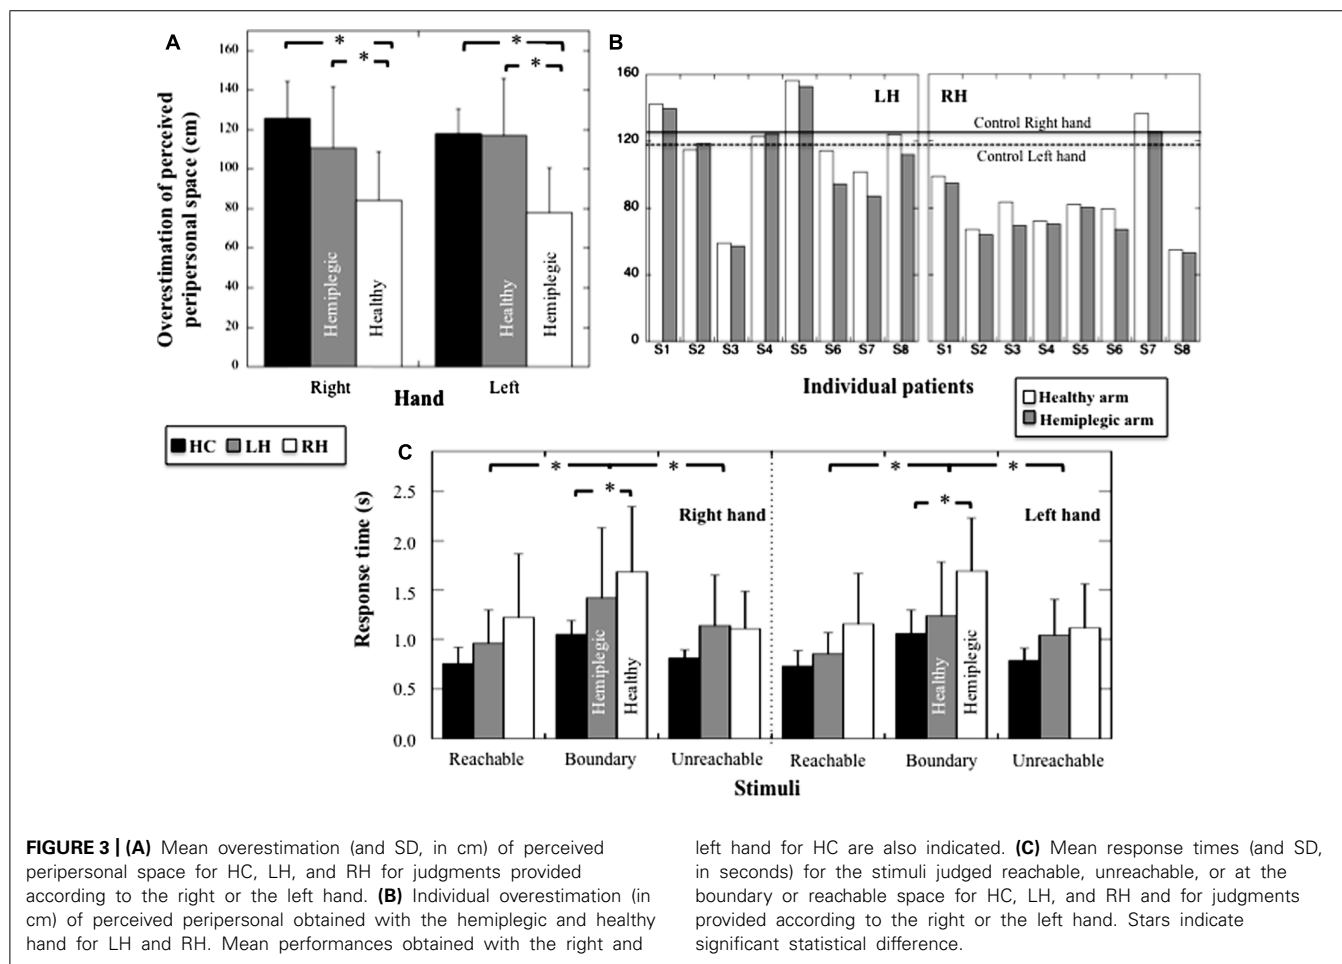 A
Overestimation of perceived
peripersonal space (cm)
160
140
120
100
80
60
40
20
0
*
*
*
*
Hemiplegic
Healthy
Healthy
Hemiplegic
Right
Left
Hand
HC LH RH
B
160
120
80
40
0
LH
RH
Control Right hand
Control Left hand
S1 S2 S3 S4 S5 S6 S7 S8 S1 S2 S3 S4 S5 S6 S7 S8
Individual patients
Healthy arm
Hemiplegic arm
C
Response time (s)
2.5
2.0
1.5
1.0
0.5
0.0
* * * *
* *
Right hand
Left hand
Hemiplegic
Healthy
Healthy
Hemiplegic
Reachable Boundary Unreachable Reachable Boundary Unreachable
Stimuli
FIGURE 3 | (A) Mean overestimation (and SD, in cm) of perceived
peripersonal space for HC, LH, and RH for judgments provided
according to the right or the left hand. (B) Individual overestimation (in
cm) of perceived peripersonal obtained with the hemiplegic and healthy
hand for LH and RH. Mean performances obtained with the right and
left hand for HC are also indicated. (C) Mean response times (and SD,
in seconds) for the stimuli judged reachable, unreachable, or at the
boundary or reachable space for HC, LH, and RH and for judgments
provided according to the right or the left hand. Stars indicate
significant statistical difference.